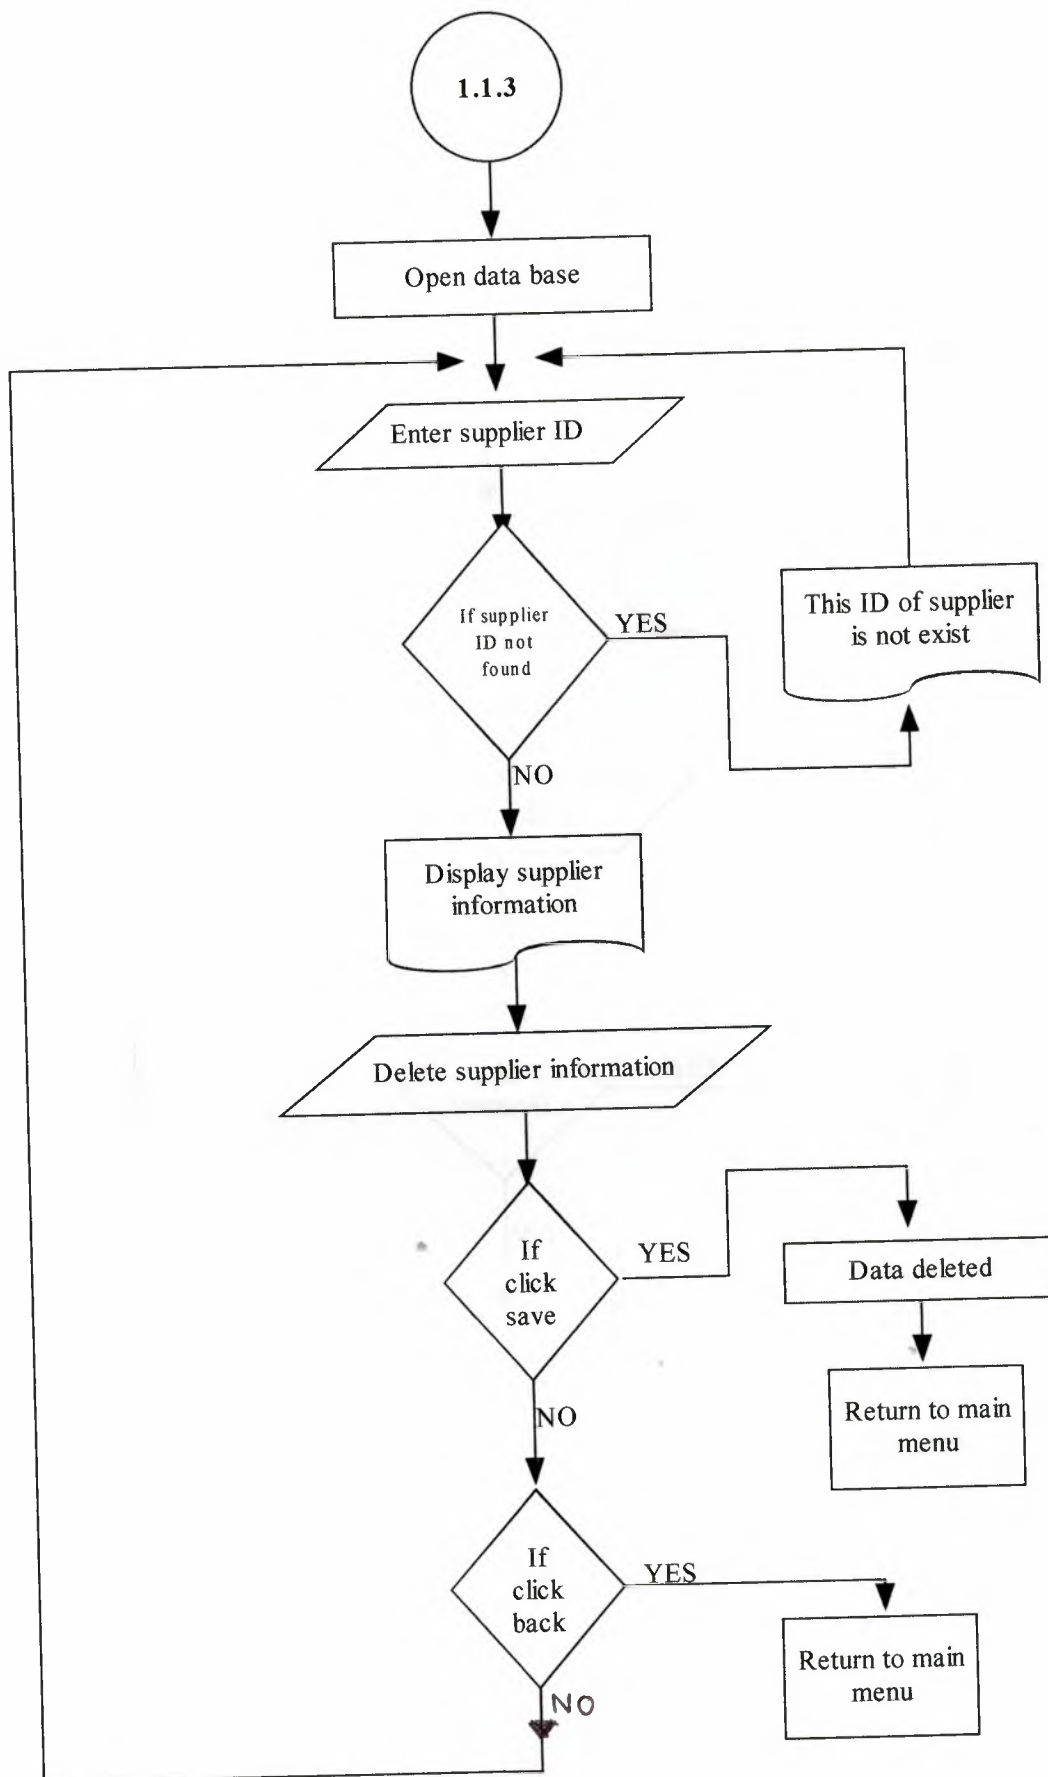 1.1.3
Open data base
Enter supplier ID
If supplier
ID not
found
YES
This ID of supplier
is not exist
NO
Display supplier
information
Delete supplier information
If
click
save
YES
Data deleted
Return to main
menu
NO
If
click
back
YES
Return to main
menu
NO